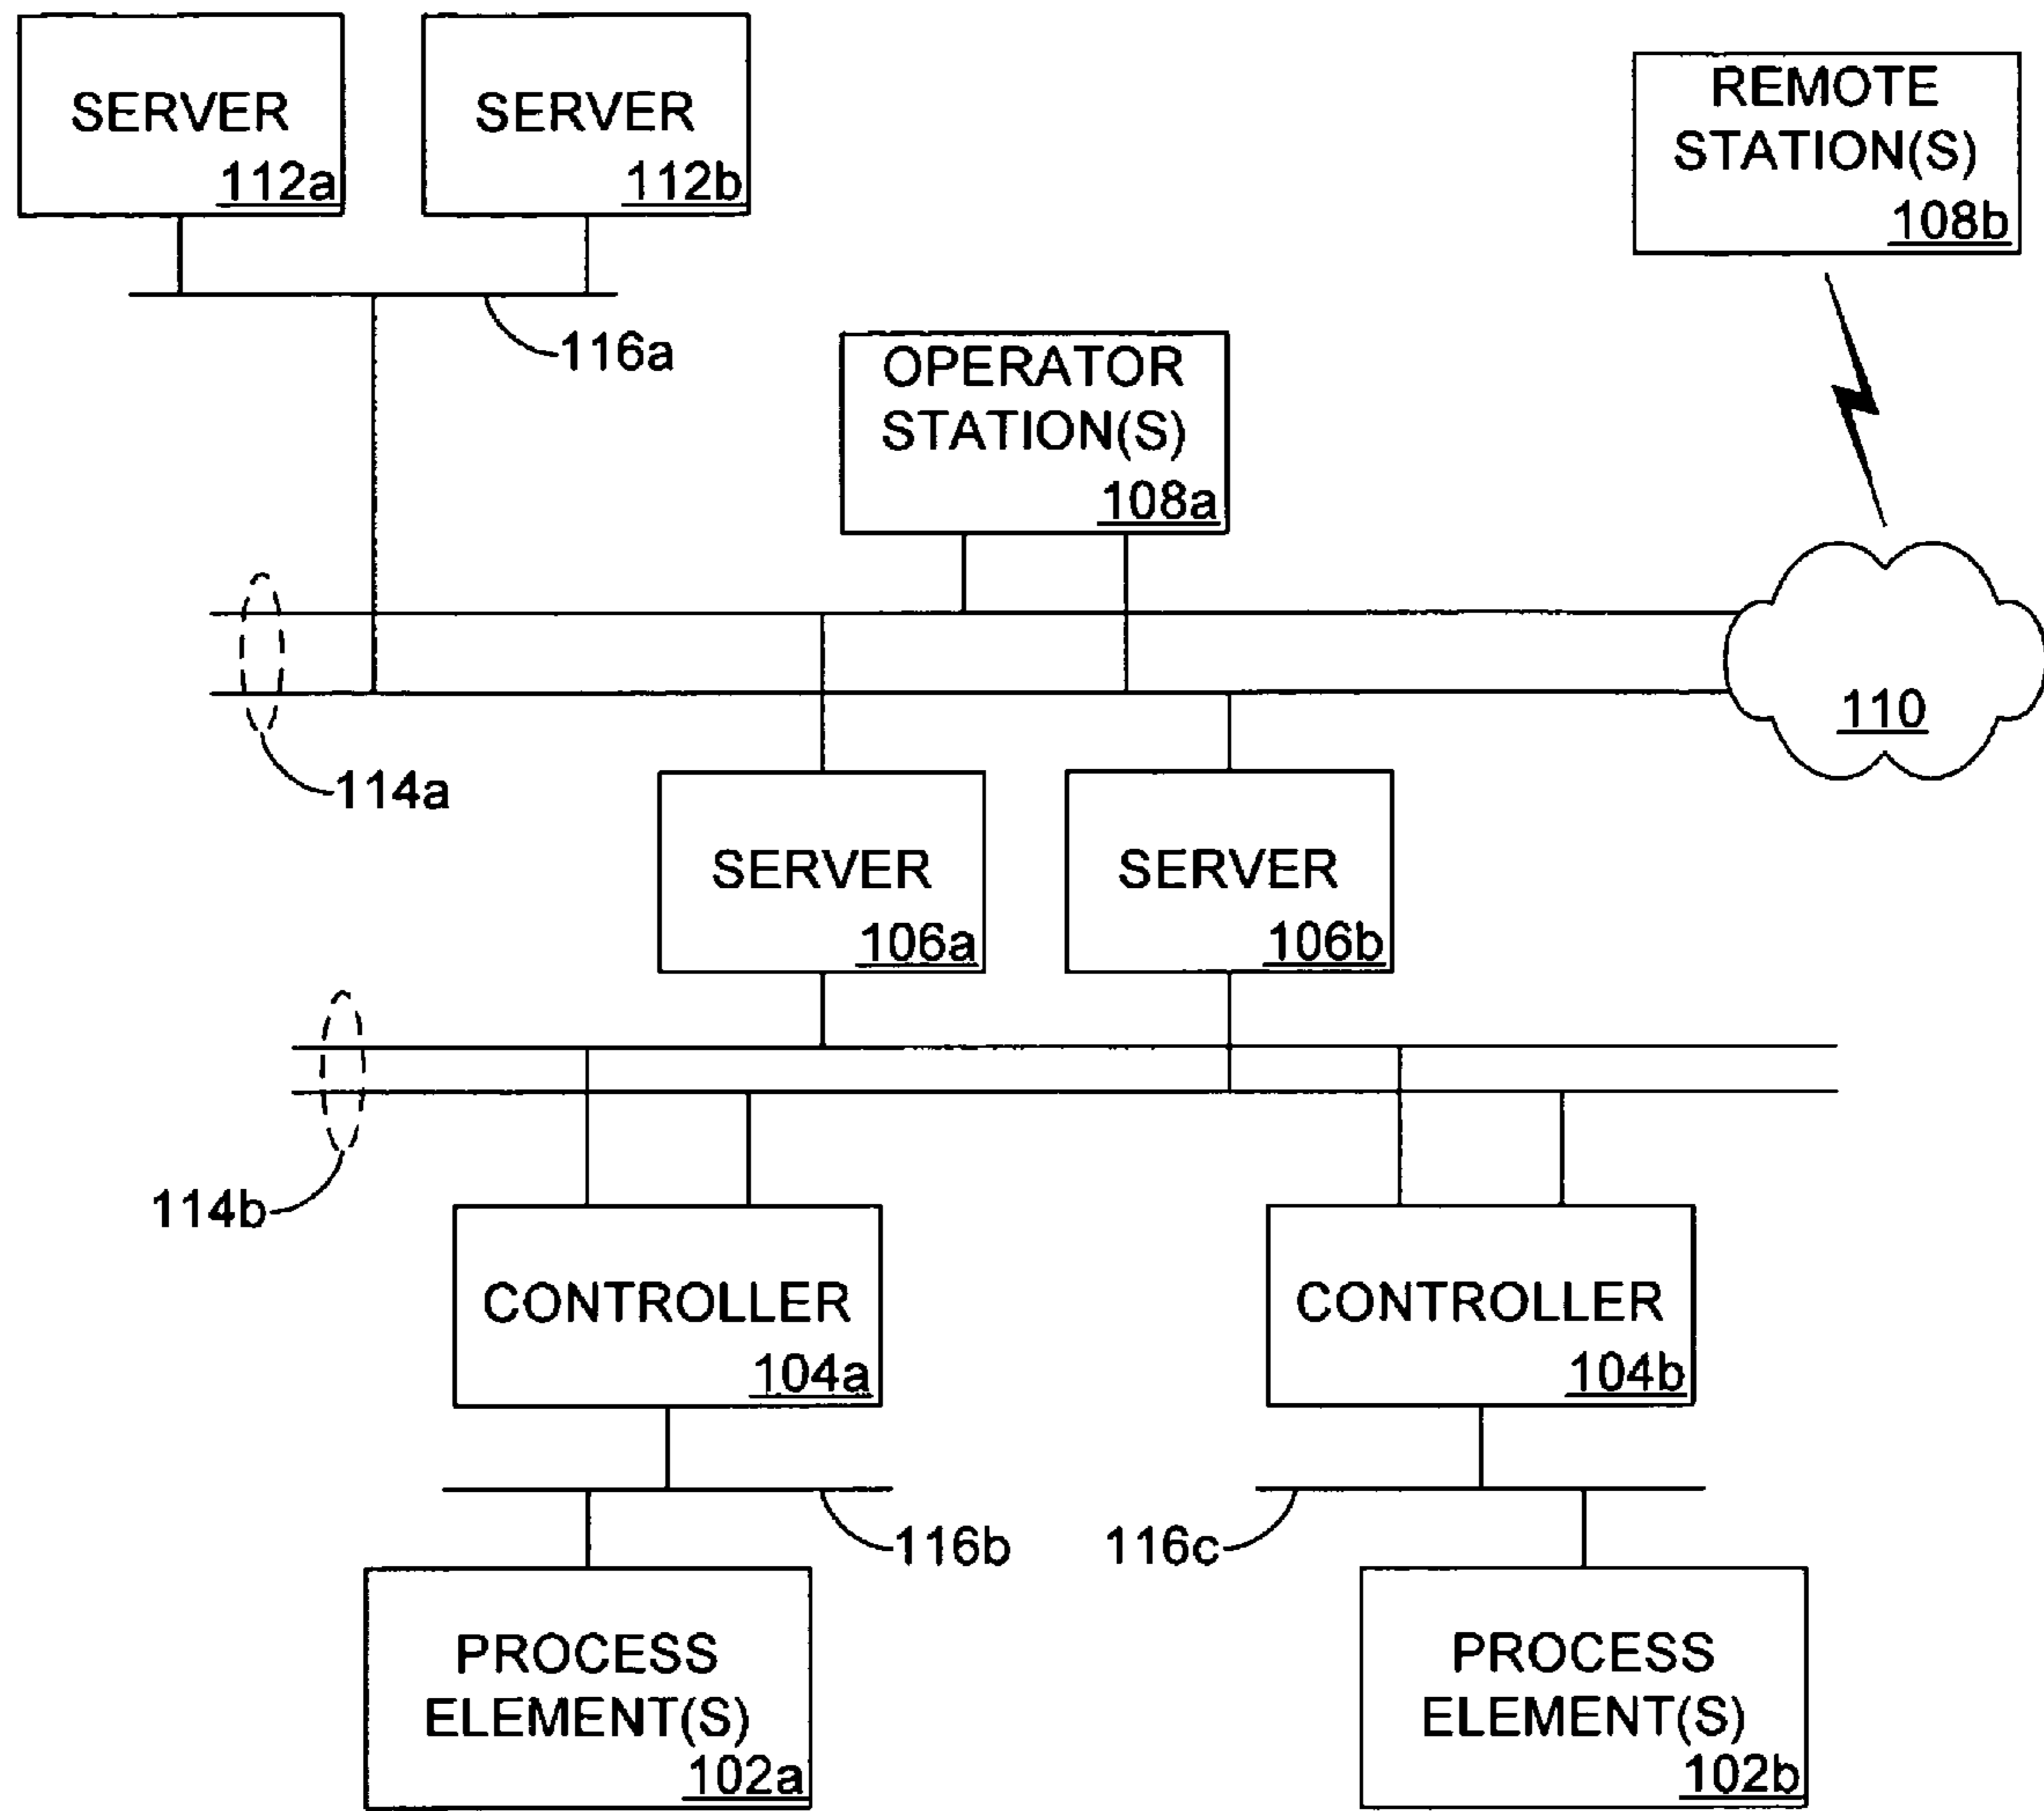 SERVER
112a
SERVER
112b
REMOTE
STATION(S)
108b
116a
OPERATOR
STATION(S)
108a
110
114a
SERVER
106a
SERVER
106b
114b
CONTROLLER
104a
CONTROLLER
104b
116b
116c
PROCESS
ELEMENT(S)
102a
PROCESS
ELEMENT(S)
102b